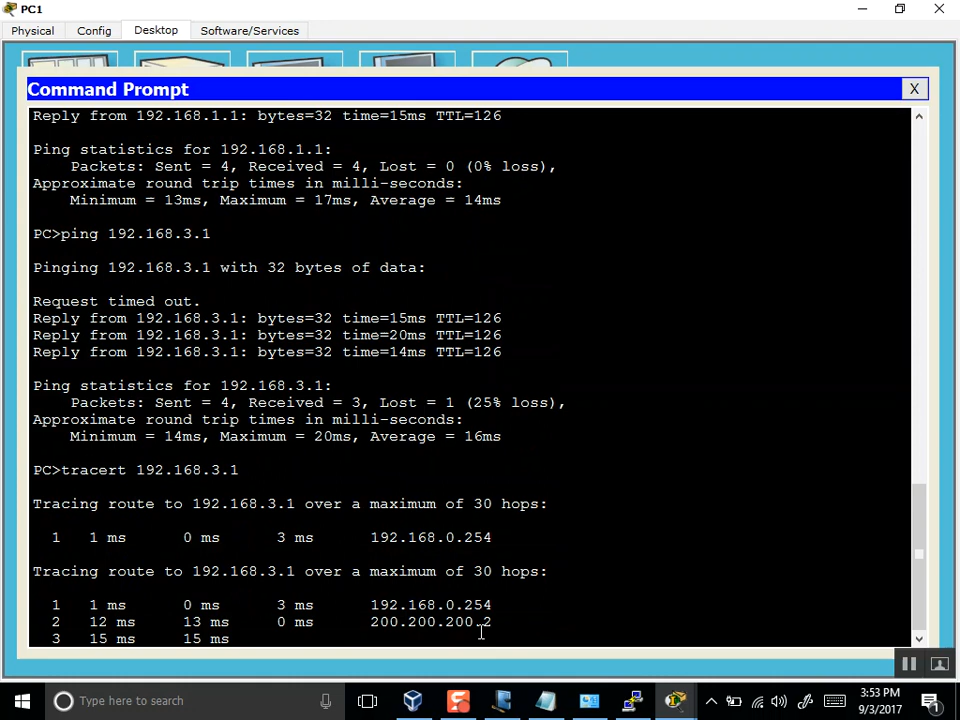 PC1
Physical Config Desktop Software/Services
Command Prompt X
Reply from 192.168.1.1: bytes=32 time=15ms TTL=126
Ping statistics for 192.168.1.1:
Packets: Sent = 4, Received = 4, Lost = 0 (0% loss),
Approximate round trip times in milli-seconds:
Minimum = 13ms, Maximum = 17ms, Average = 14ms
PC>ping 192.168.3.1
Pinging 192.168.3.1 with 32 bytes of data:
Request timed out.
Reply from 192.168.3.1: bytes=32 time=15ms TTL=126
Reply from 192.168.3.1: bytes=32 time=20ms TTL=126
Reply from 192.168.3.1: bytes=32 time=14ms TTL=126
Ping statistics for 192.168.3.1:
Packets: Sent = 4, Received = 3, Lost = 1 (25% loss),
Approximate round trip times in milli-seconds:
Minimum = 14ms, Maximum = 20ms, Average = 16ms
PC>tracert 192.168.3.1
Tracing route to 192.168.3.1 over a maximum of 30 hops:
1 1 ms 0 ms 3 ms 192.168.0.254
Tracing route to 192.168.3.1 over a maximum of 30 hops:
1 1 ms 0 ms 3 ms 192.168.0.254
2 12 ms 13 ms 0 ms 200.200.200.2
3 15 ms 15 ms
Type here to search
3:53 PM
9/3/2017
1